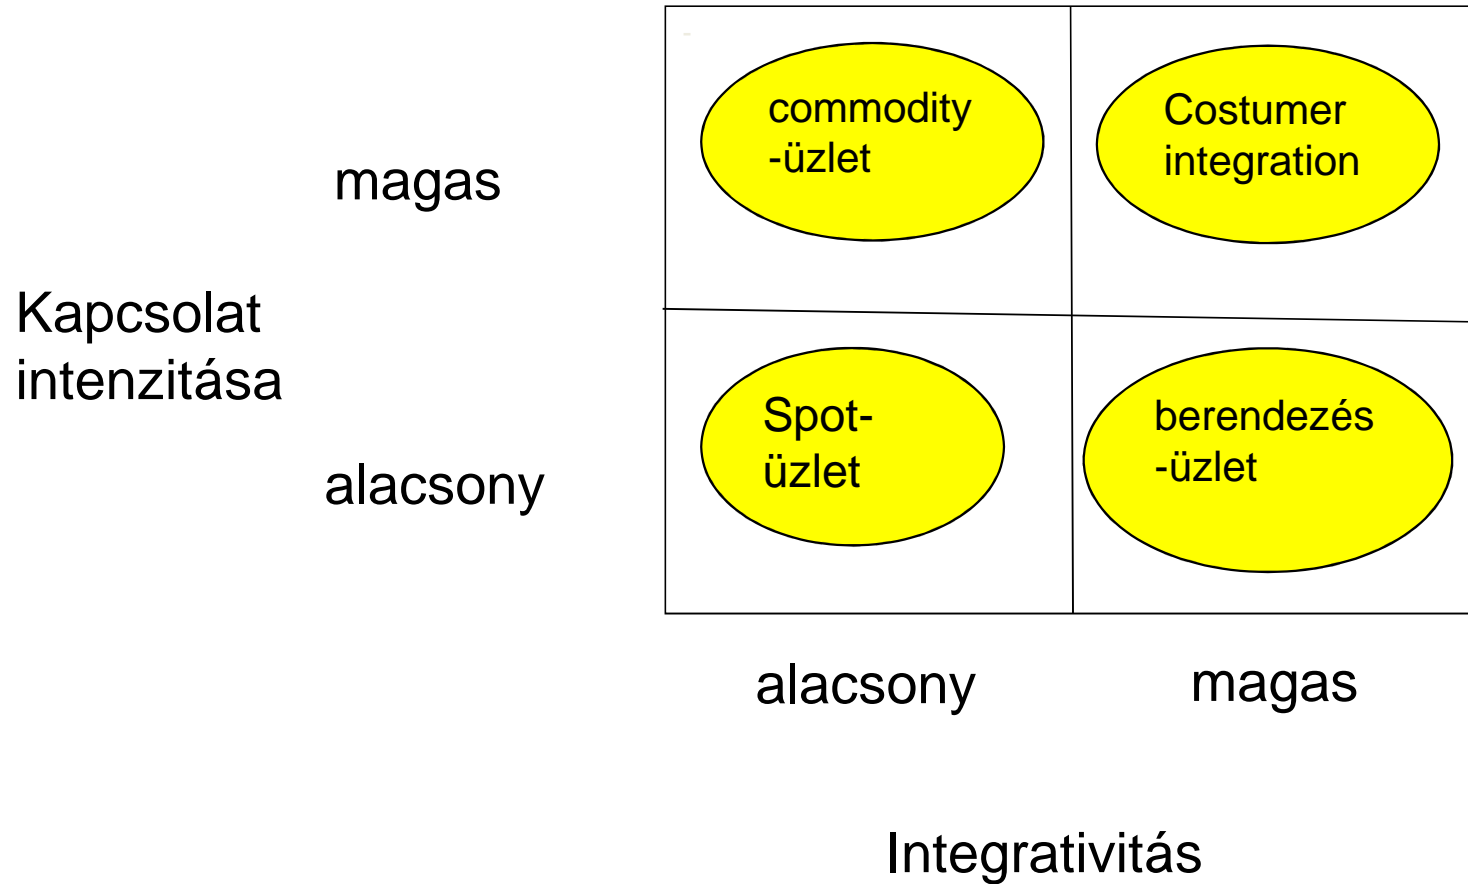 commodity
-üzlet
Costumer
integration
magas
Kapcsolat
intenzitása
Spot-
üzlet
berendezés
-üzlet
alacsony
alacsony
magas
Integrativitás